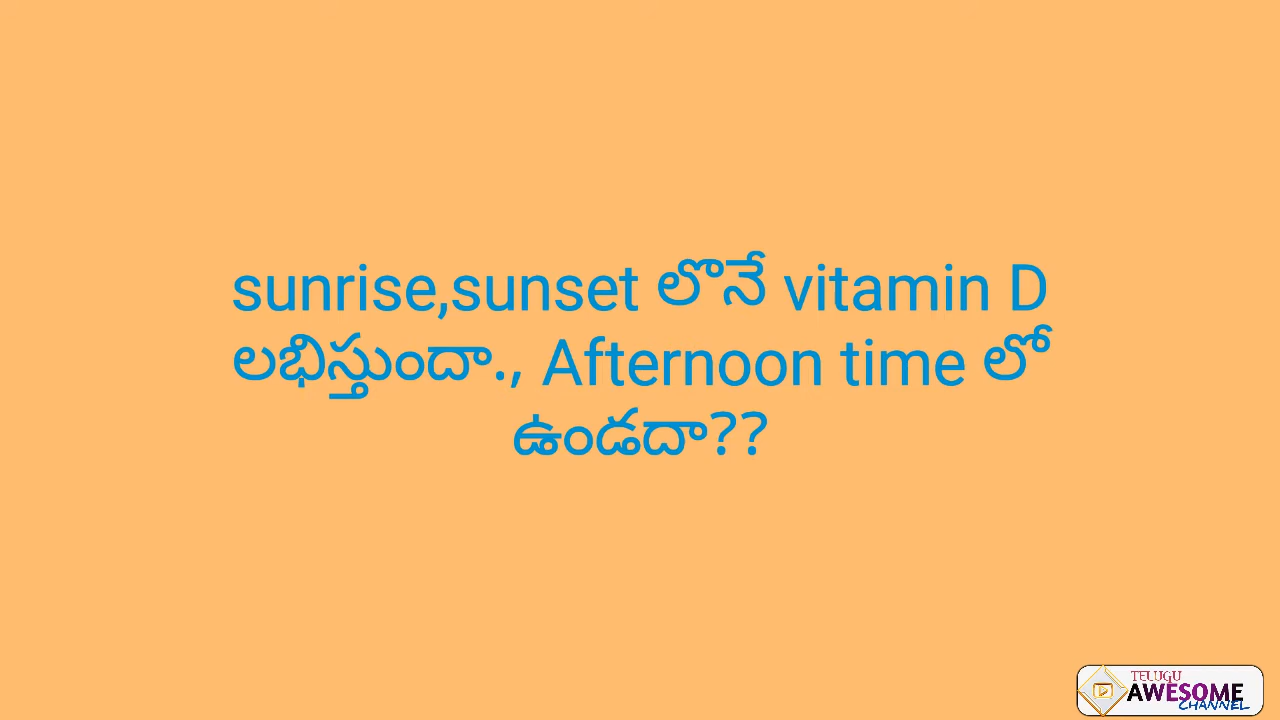 sunrise,sunset లొనే vitamin D
లభిస్తుందా., Afternoon time లో
ఉండదా??
TELUGU
AWESOME
CHANNEL